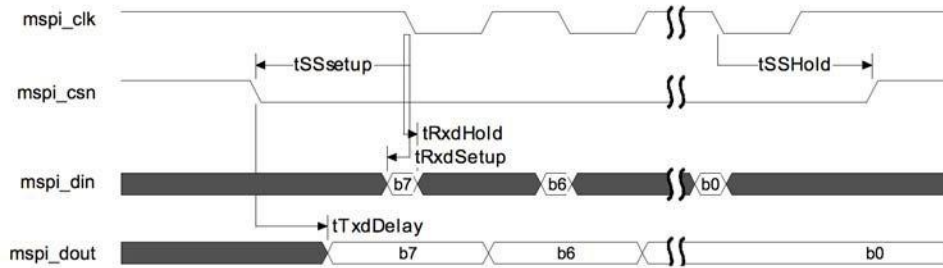 mspi_clk
tSSsetup
tSSHold
mspi_csn
tRxdHold
tRxdSetup
mspi_din b7 b6 b0
tTxdDelay
mspi_dout b7 b6 b0